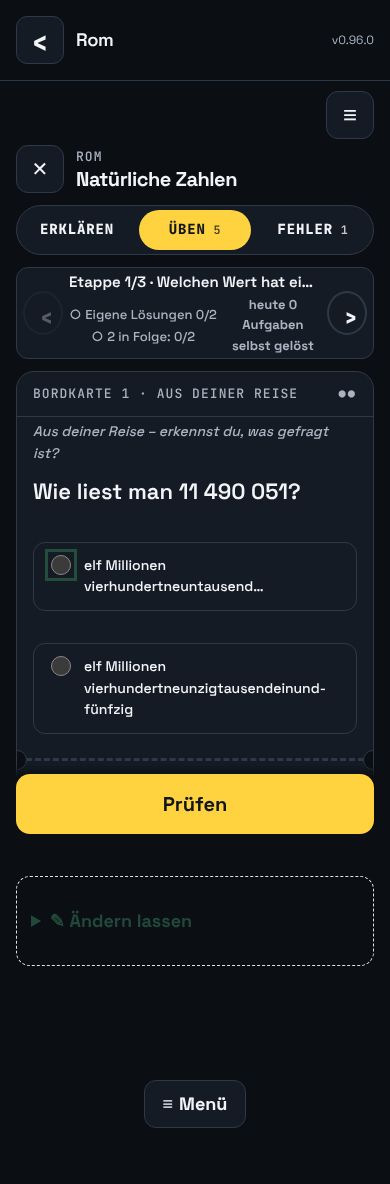 < Rom v0.96.0
≡
✕ ROM
Natürliche Zahlen
ERKLÄREN ÜBEN 5 FEHLER 1
Etappe 1/3 · Welchen Wert hat ei…
< ○ Eigene Lösungen 0/2
○ 2 in Folge: 0/2
heute 0
Aufgaben
selbst gelöst
>
BORDKARTE 1 · AUS DEINER REISE ●●
Aus deiner Reise – erkennst du, was gefragt
ist?
Wie liest man 11 490 051?
elf Millionen
vierhundertneuntausend…
elf Millionen
vierhundertneunzigtausendeinund-
fünfzig
Prüfen
▶ ✎ Ändern lassen
≡ Menü